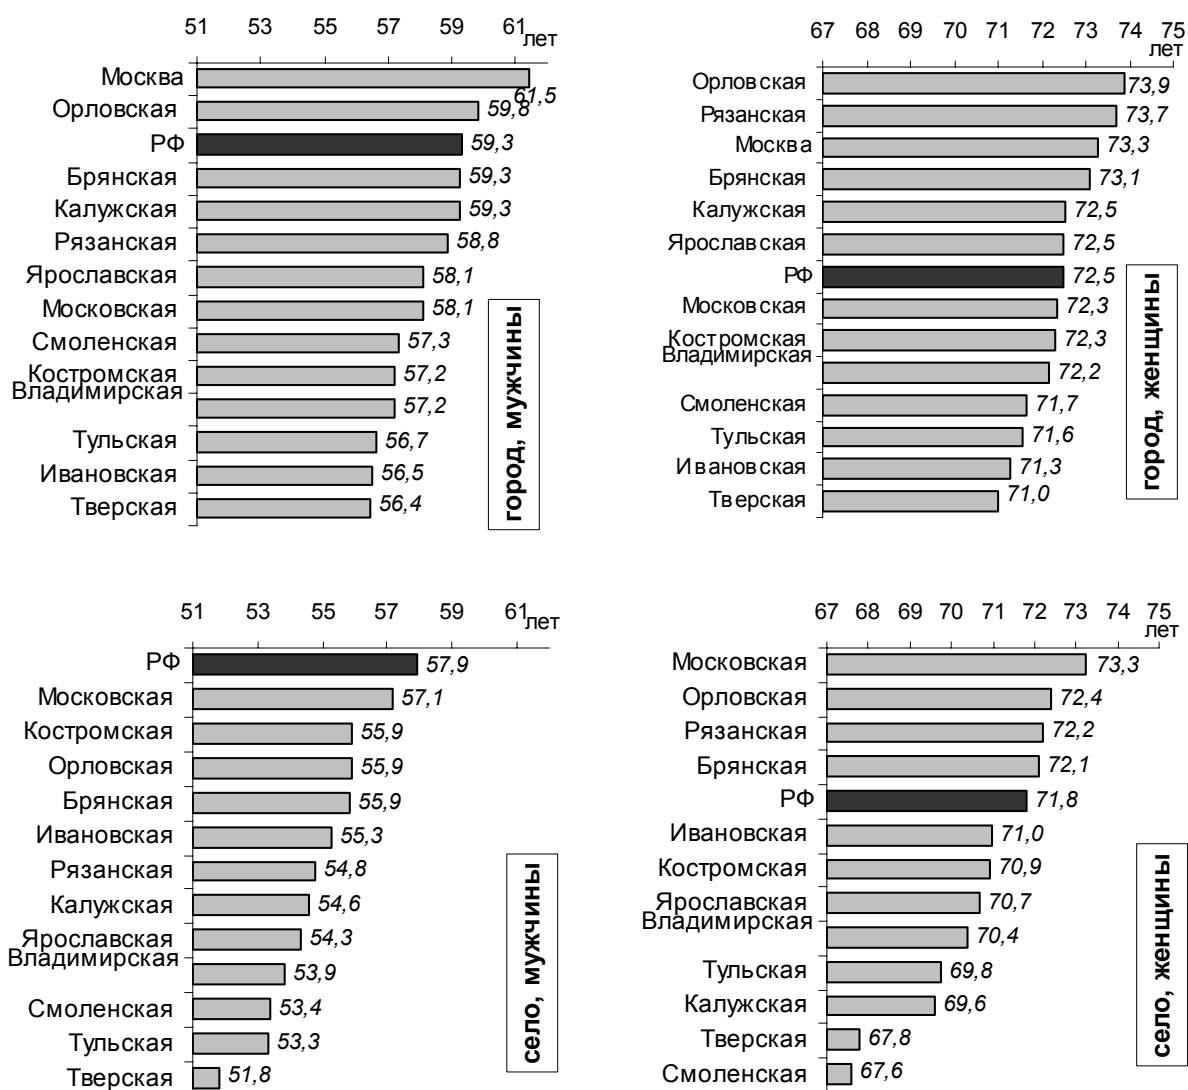 51 53 55 57 59 61
лет
Москва 61,5
Орловская 59,8
РФ 59,3
Брянская 59,3
Калужская 59,3
Рязанская 58,8
Ярославская 58,1
Московская 58,1
Смоленская 57,3
Костромская 57,2
Владимирская 57,2
Тульская 56,7
Ивановская 56,5
Тверская 56,4
город, мужчины
67 68 69 70 71 72 73 74 75
лет
Орловская 73,9
Рязанская 73,7
Москва 73,3
Брянская 73,1
Калужская 72,5
Ярославская 72,5
РФ 72,5
Московская 72,3
Костромская 72,3
Владимирская 72,2
Смоленская 71,7
Тульская 71,6
Ивановская 71,3
Тверская 71,0
город, женщины
51 53 55 57 59 61
лет
РФ 57,9
Московская 57,1
Костромская 55,9
Орловская 55,9
Брянская 55,9
Ивановская 55,3
Рязанская 54,8
Калужская 54,6
Ярославская 54,3
Владимирская 53,9
Смоленская 53,4
Тульская 53,3
Тверская 51,8
село, мужчины
67 68 69 70 71 72 73 74 75
лет
Московская 73,3
Орловская 72,4
Рязанская 72,2
Брянская 72,1
РФ 71,8
Ивановская 71,0
Костромская 70,9
Ярославская 70,7
Владимирская 70,4
Тульская 69,8
Калужская 69,6
Тверская 67,8
Смоленская 67,6
село, женщины